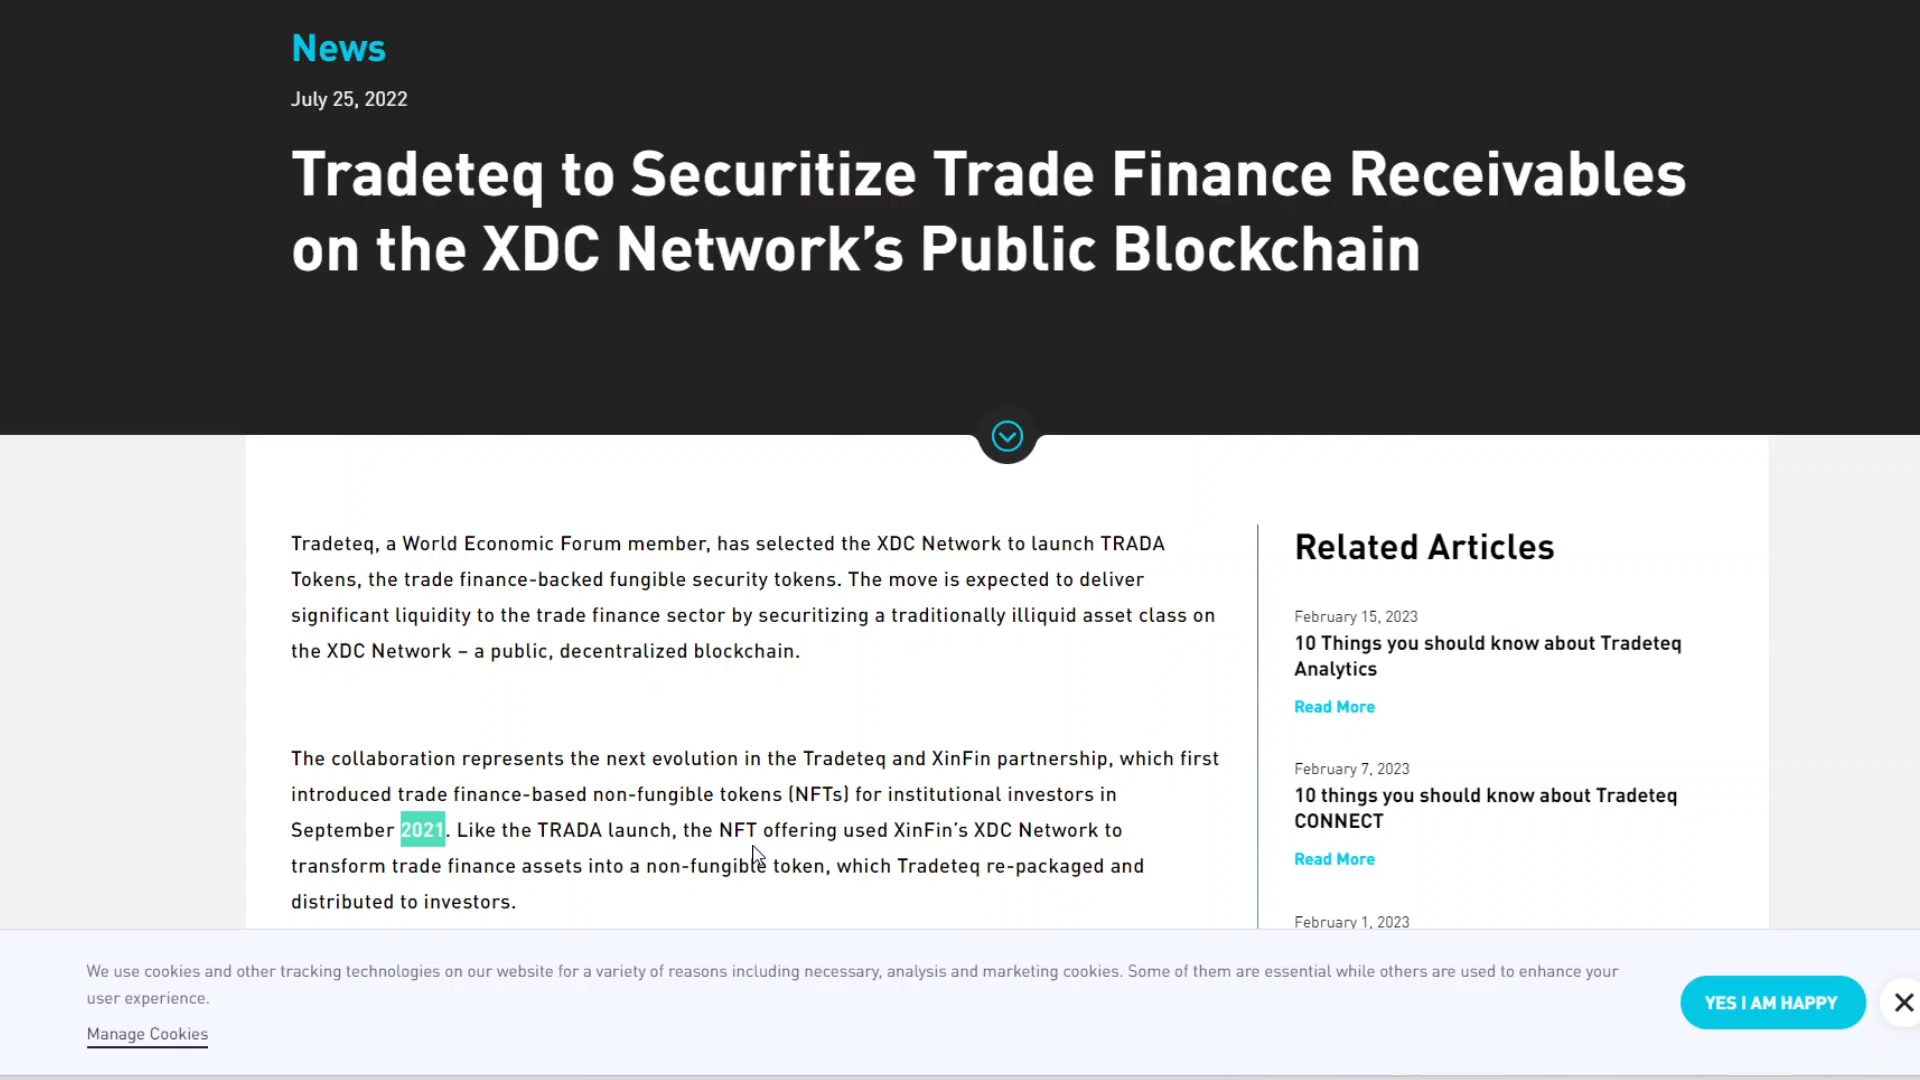 News
July 25, 2022
Tradeteq to Securitize Trade Finance Receivables
on the XDC Network’s Public Blockchain
Tradeteq, a World Economic Forum member, has selected the XDC Network to launch TRADA
Tokens, the trade finance-backed fungible security tokens. The move is expected to deliver
significant liquidity to the trade finance sector by securitizing a traditionally illiquid asset class on
the XDC Network – a public, decentralized blockchain.
The collaboration represents the next evolution in the Tradeteq and XinFin partnership, which first
introduced trade finance-based non-fungible tokens (NFTs) for institutional investors in
September 2021. Like the TRADA launch, the NFT offering used XinFin’s XDC Network to
transform trade finance assets into a non-fungible token, which Tradeteq re-packaged and
distributed to investors.
Related Articles
February 15, 2023
10 Things you should know about Tradeteq
Analytics
Read More
February 7, 2023
10 things you should know about Tradeteq
CONNECT
Read More
February 1, 2023
We use cookies and other tracking technologies on our website for a variety of reasons including necessary, analysis and marketing cookies. Some of them are essential while others are used to enhance your
user experience.
Manage Cookies
YES I AM HAPPY